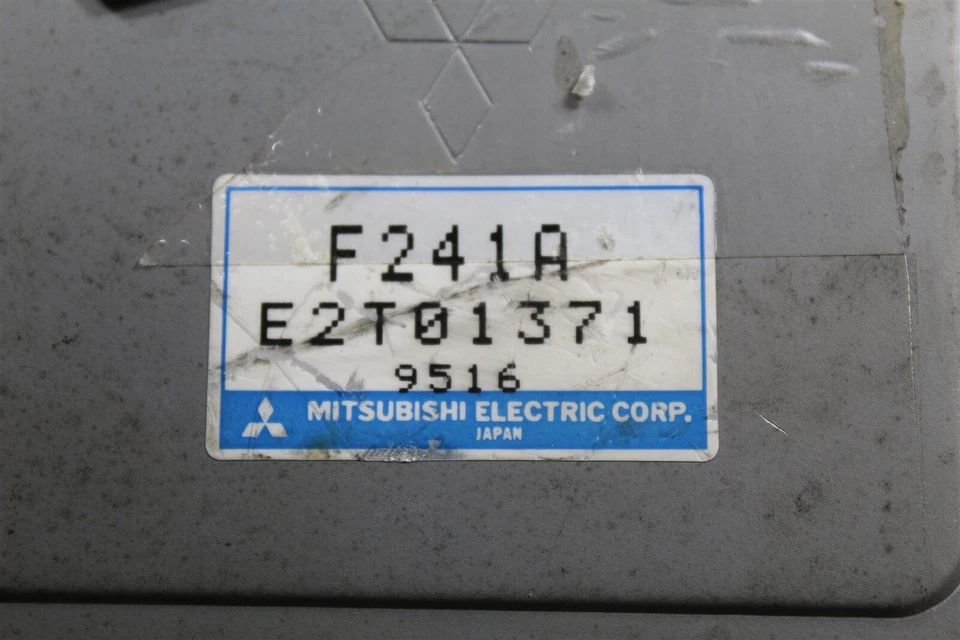 F241A
E2T01371
9516
MITSUBISHI ELECTRIC CORP.
JAPAN